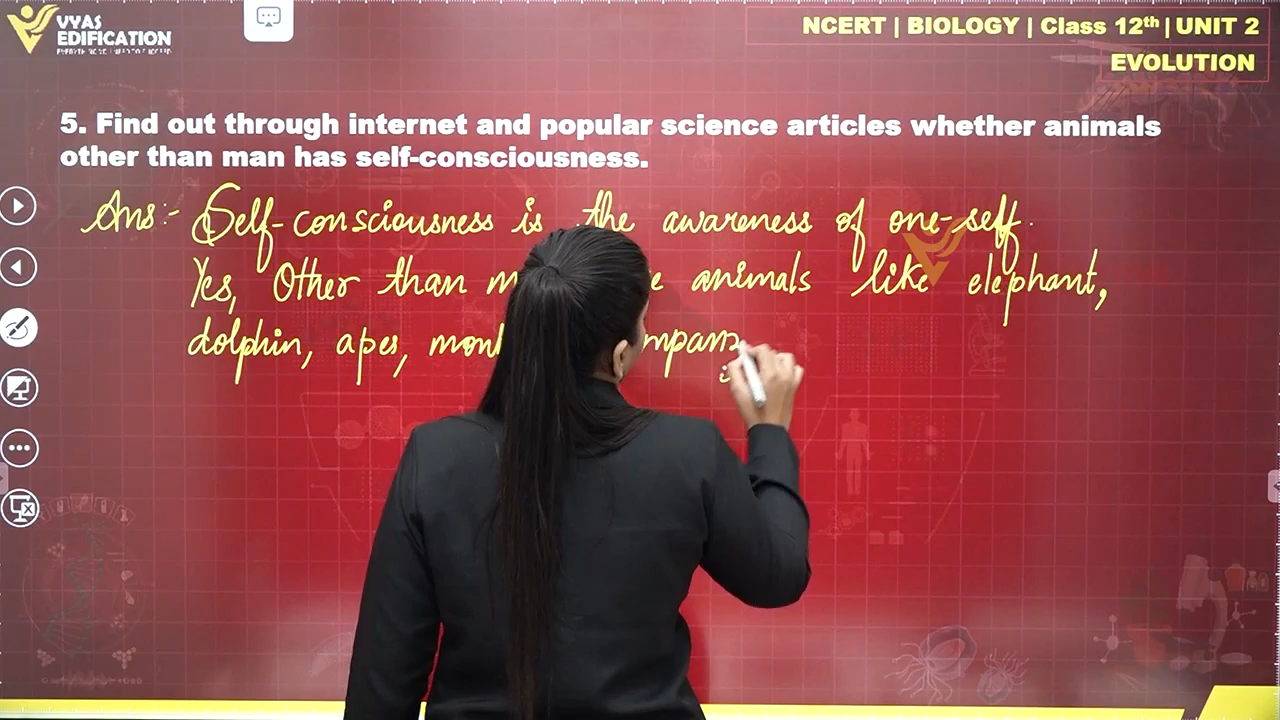 VYAS
EDIFICATION
NCERT | BIOLOGY | Class 12th | UNIT 2
EVOLUTION
5. Find out through internet and popular science articles whether animals
other than man has self-consciousness.
Ans:- Self-consciousness is the awareness of one-self.
Yes, Other than animals like elephant,
dolphin, apes,